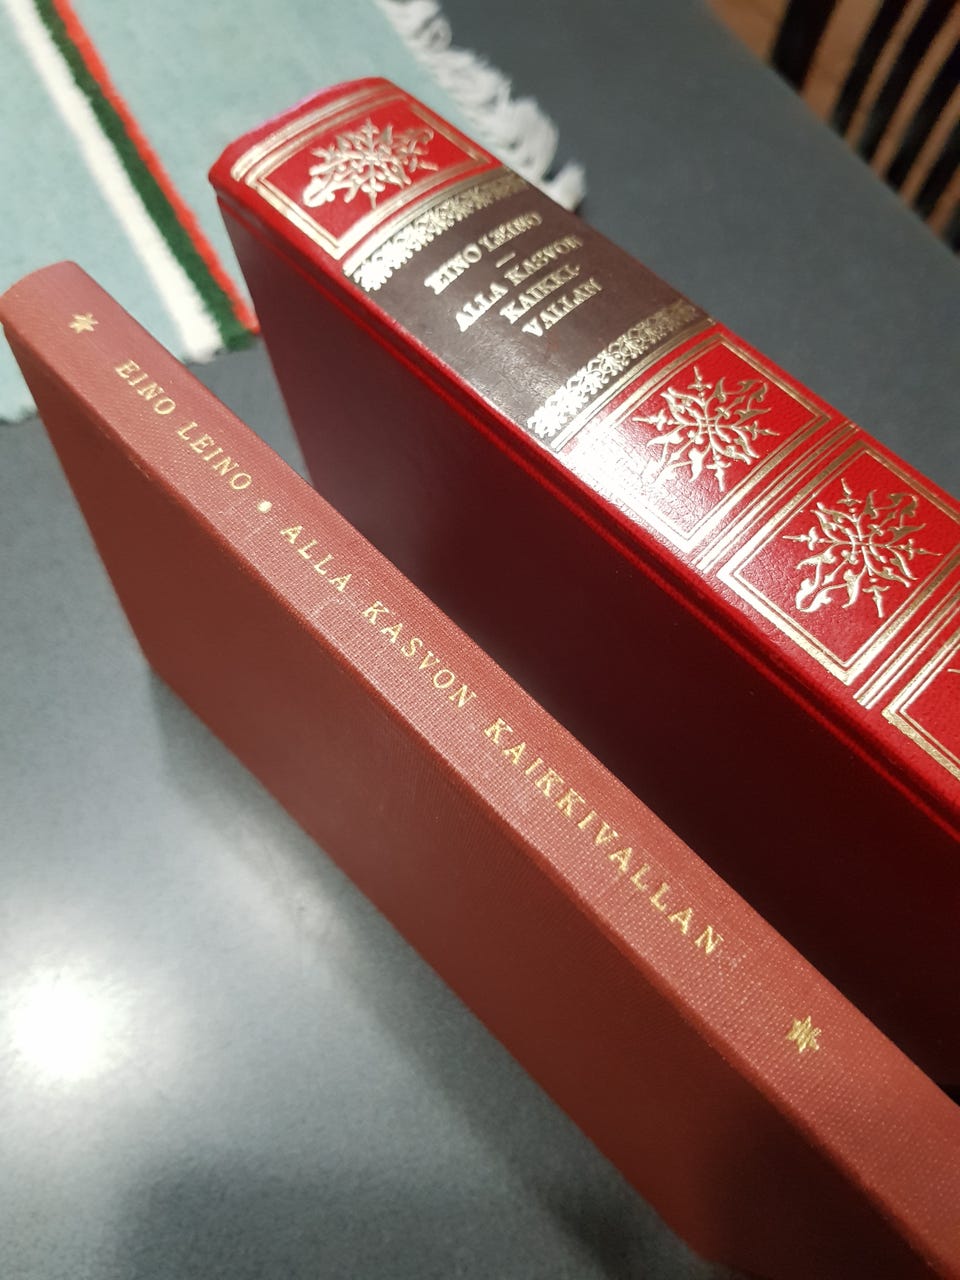 EINO LEINO • ALLA KASVON KAIKKIVALLAN
EINO LEINO
—
ALLA KASVON
KAIKKI-
VALLAN